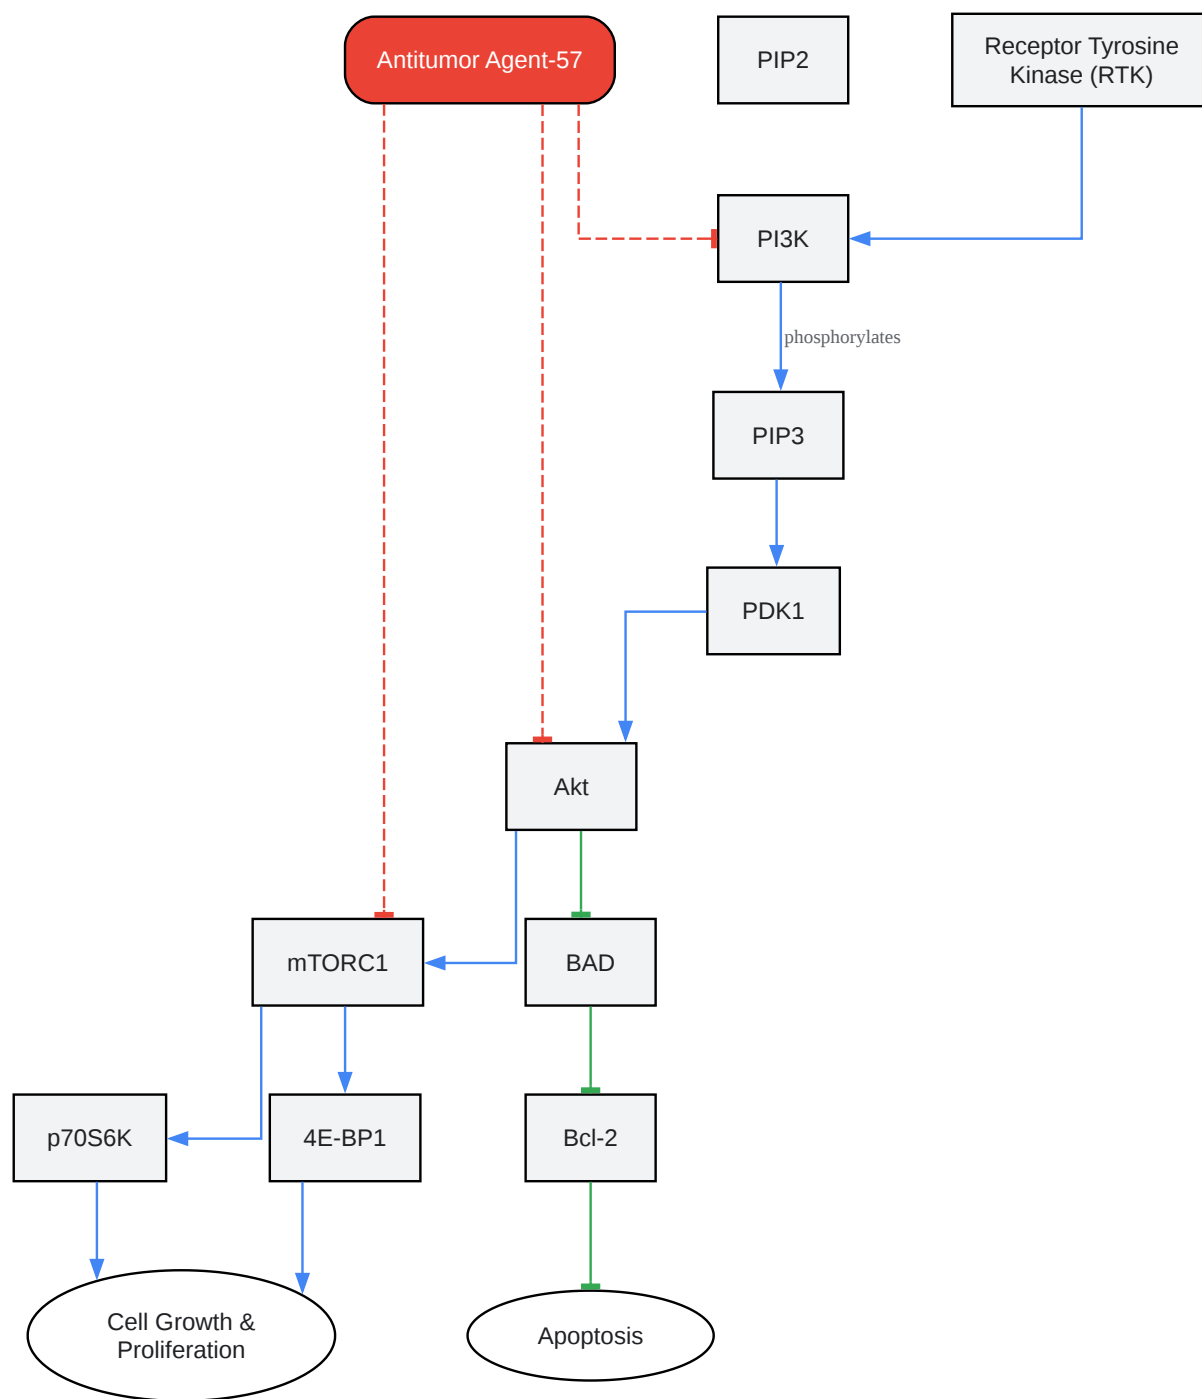 Antitumor Agent-57
PIP2
Receptor Tyrosine
Kinase (RTK)
PI3K
phosphorylates
PIP3
PDK1
Akt
mTORC1
BAD
p70S6K
4E-BP1
Bcl-2
Cell Growth &
Proliferation
Apoptosis